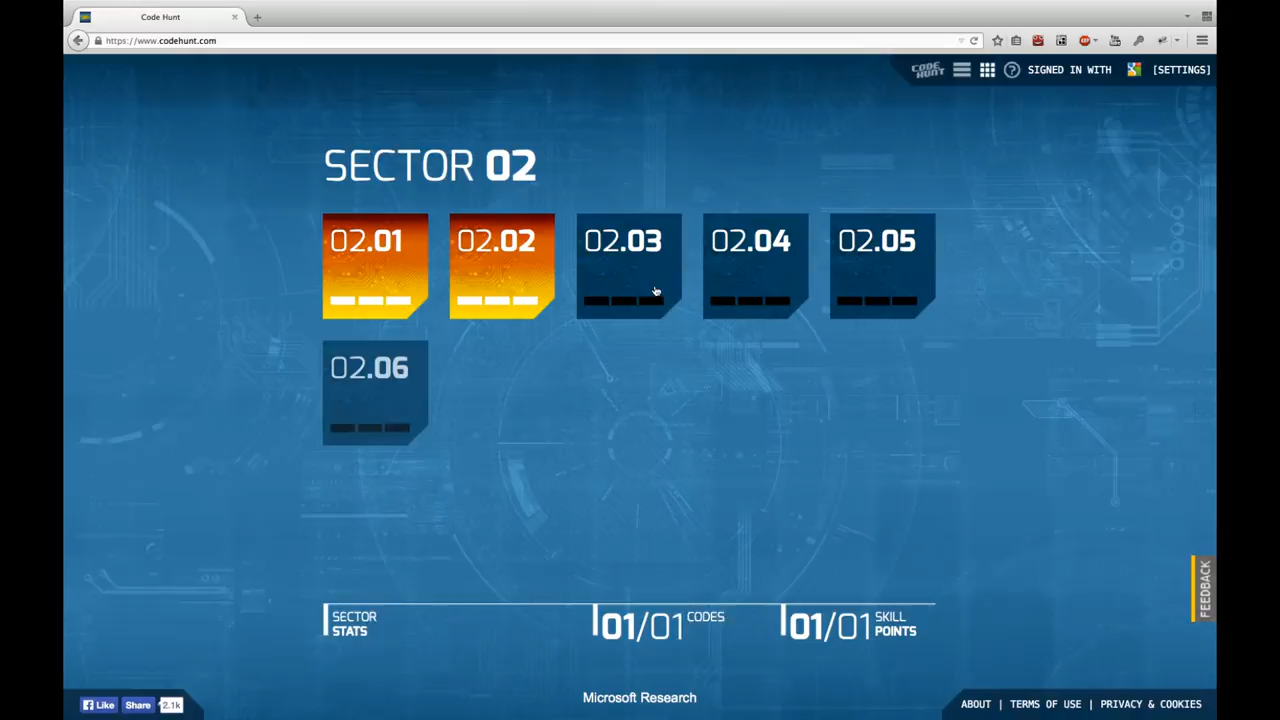 Code Hunt
https://www.codehunt.com
CODE HUNT
SIGNED IN WITH
[SETTINGS]
SECTOR 02
02.01
02.02
02.03
02.04
02.05
02.06
FEEDBACK
SECTOR
STATS
01/01
CODES
01/01
SKILL
POINTS
Microsoft Research
Like
Share
2.1k
ABOUT | TERMS OF USE | PRIVACY & COOKIES